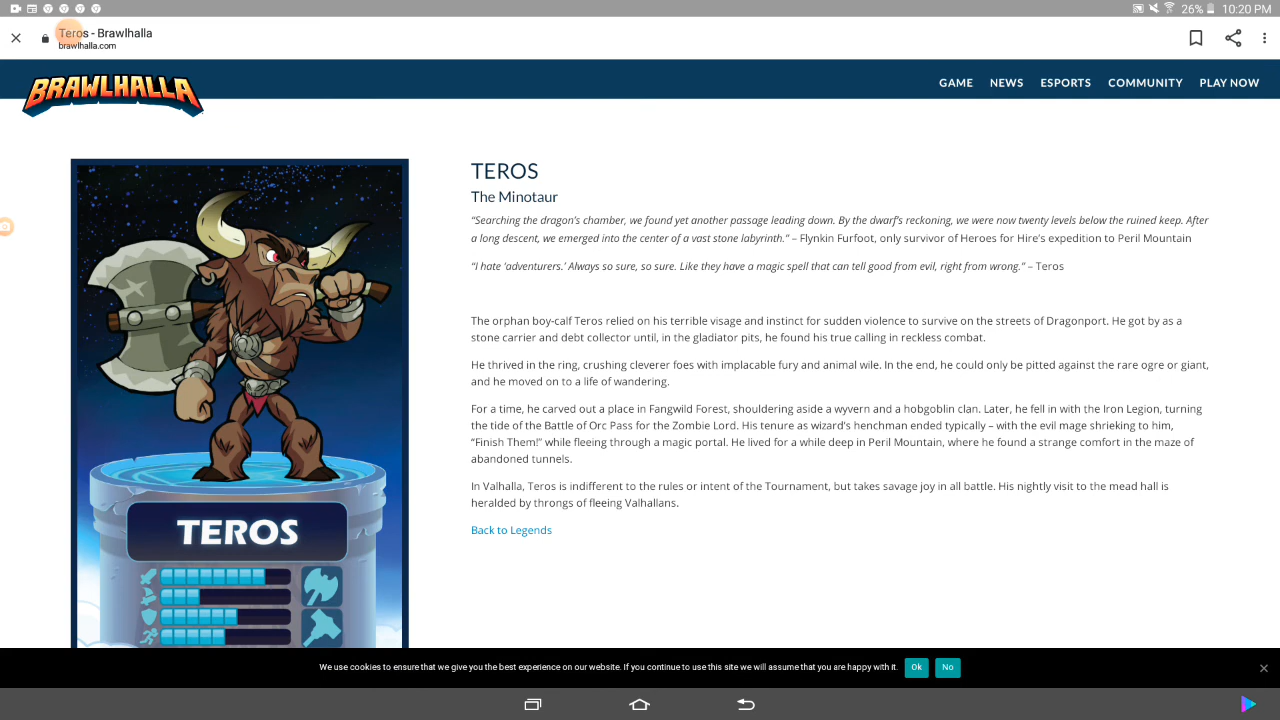 26% 10:20 PM
Teros - Brawlhalla
brawlhalla.com
BRAWLHALLA
GAME NEWS ESPORTS COMMUNITY PLAY NOW
TEROS
The Minotaur
“Searching the dragon’s chamber, we found yet another passage leading down. By the dwarf’s reckoning, we were now twenty levels below the ruined keep. After
a long descent, we emerged into the center of a vast stone labyrinth.” – Flynkin Furfoot, only survivor of Heroes for Hire’s expedition to Peril Mountain
“I hate ‘adventurers.’ Always so sure, so sure. Like they have a magic spell that can tell good from evil, right from wrong.” – Teros
The orphan boy-calf Teros relied on his terrible visage and instinct for sudden violence to survive on the streets of Dragonport. He got by as a
stone carrier and debt collector until, in the gladiator pits, he found his true calling in reckless combat.
He thrived in the ring, crushing cleverer foes with implacable fury and animal wile. In the end, he could only be pitted against the rare ogre or giant,
and he moved on to a life of wandering.
For a time, he carved out a place in Fangwild Forest, shouldering aside a wyvern and a hobgoblin clan. Later, he fell in with the Iron Legion, turning
the tide of the Battle of Orc Pass for the Zombie Lord. His tenure as wizard’s henchman ended typically – with the evil mage shrieking to him,
“Finish Them!” while fleeing through a magic portal. He lived for a while deep in Peril Mountain, where he found a strange comfort in the maze of
abandoned tunnels.
In Valhalla, Teros is indifferent to the rules or intent of the Tournament, but takes savage joy in all battle. His nightly visit to the mead hall is
heralded by throngs of fleeing Valhallans.
Back to Legends
TEROS
We use cookies to ensure that we give you the best experience on our website. If you continue to use this site we will assume that you are happy with it. Ok No